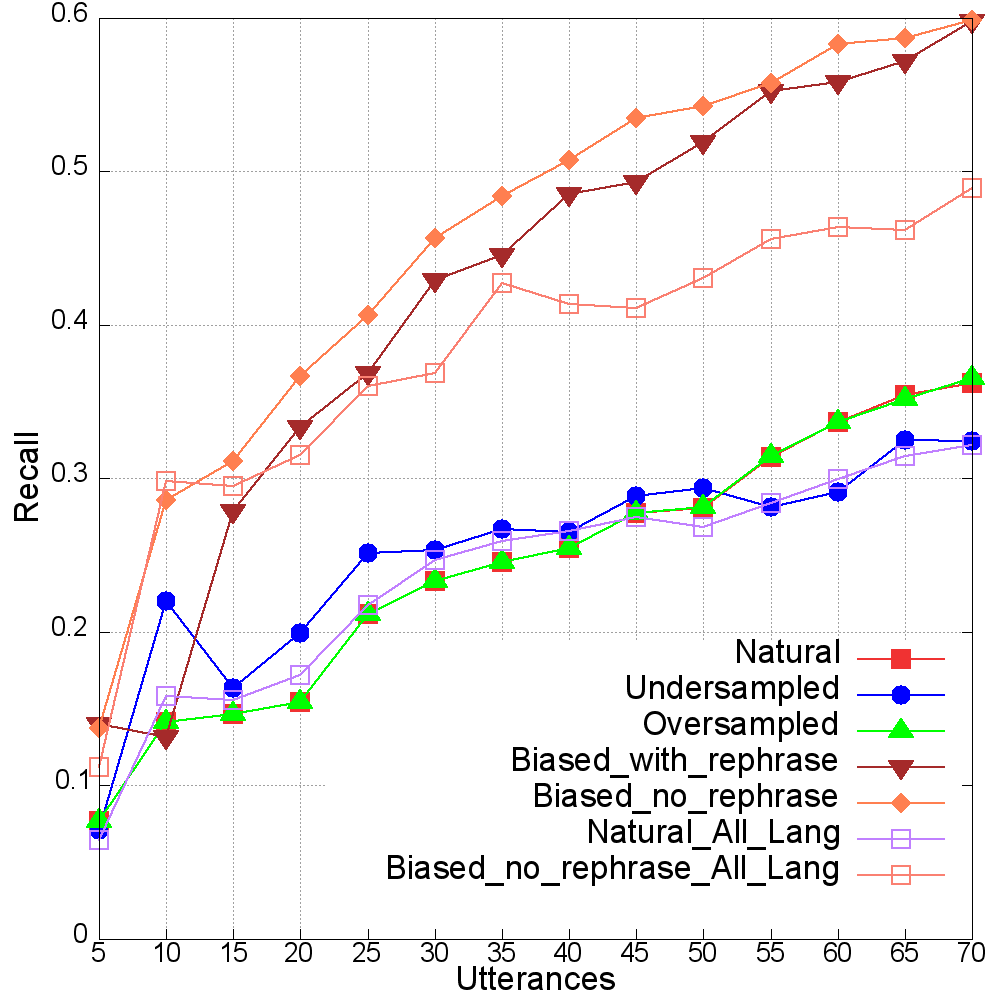 0.6
0.5
0.4
0.3
0.2
0.1
0
Recall
5 10 15 20 25 30 35 40 45 50 55 60 65 70
Utterances
Natural
Undersampled
Oversampled
Biased_with_rephrase
Biased_no_rephrase
Natural_All_Lang
Biased_no_rephrase_All_Lang